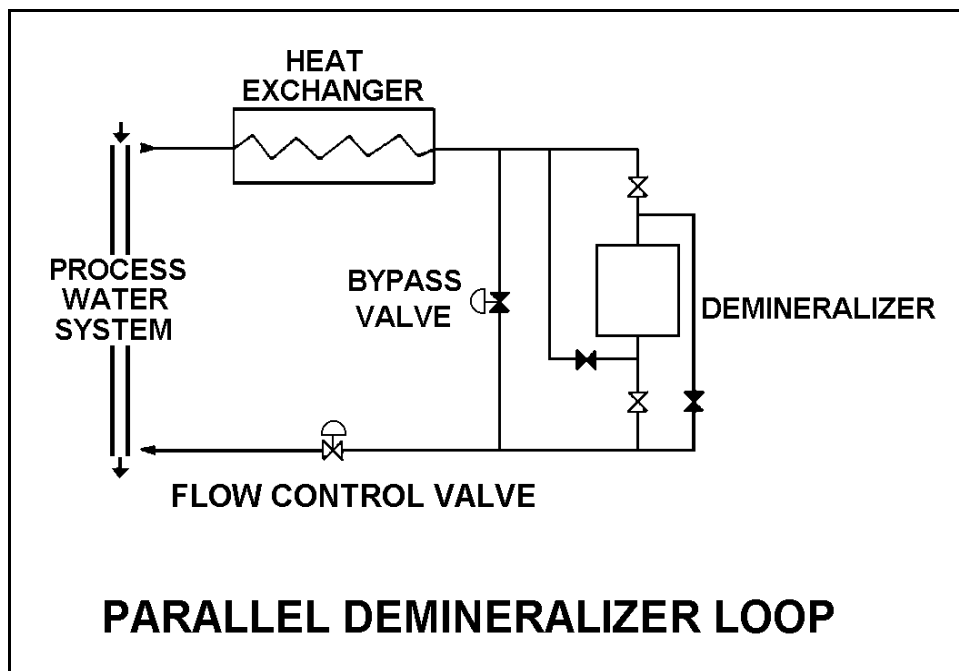 HEAT
EXCHANGER
PROCESS
WATER
SYSTEM
BYPASS
VALVE
DEMINERALIZER
FLOW CONTROL VALVE
PARALLEL DEMINERALIZER LOOP